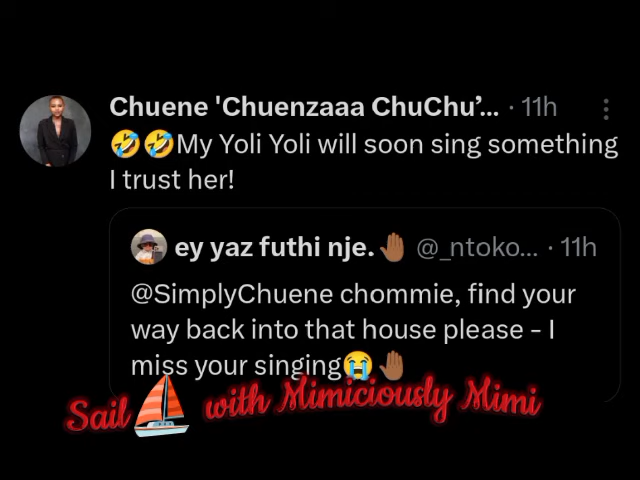 Chuene 'Chuenzaaa ChuChu’... · 11h
🤣🤣My Yoli Yoli will soon sing something
I trust her!
ey yaz futhi nje.🤚🏾 @_ntoko... · 11h
@SimplyChuene chommie, find your
way back into that house please - I
miss your singing😭🤚🏾
Sail⛵ with Mimiciously Mimi